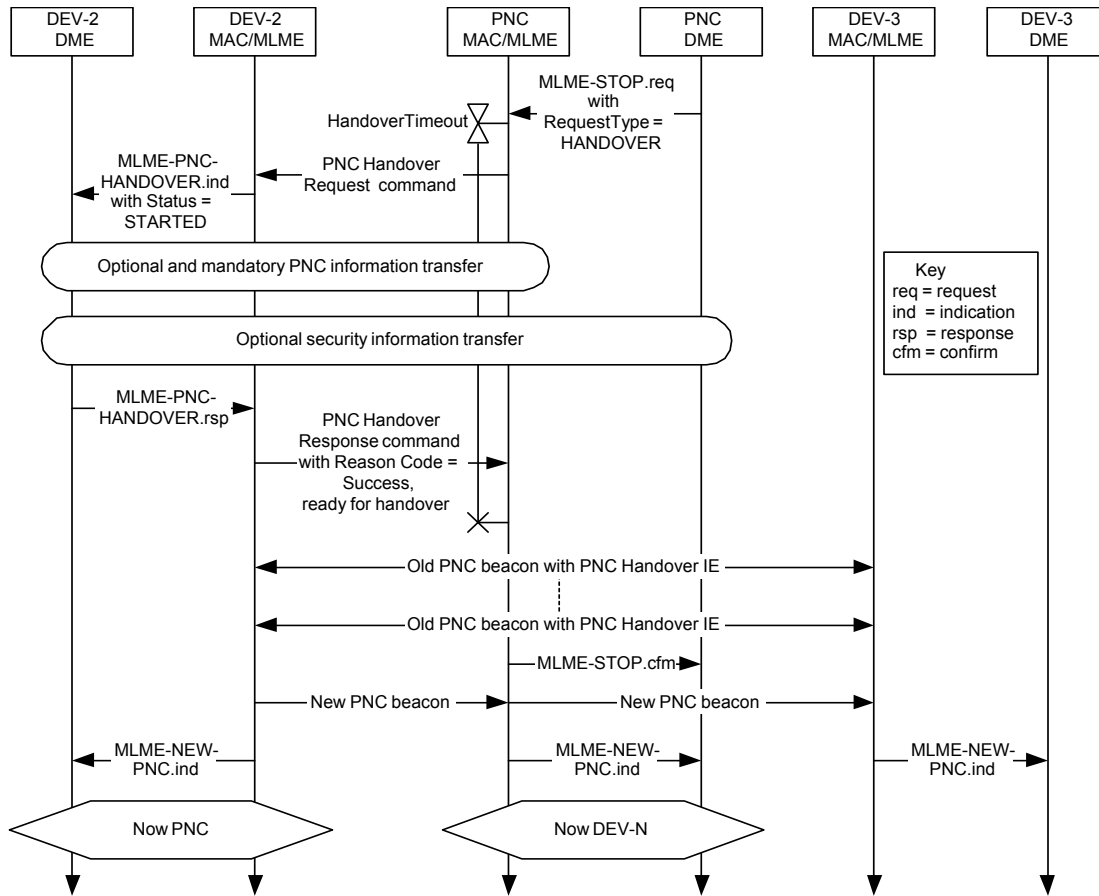 DEV-2
DME
DEV-2
MAC/MLME
PNC
MAC/MLME
PNC
DME
DEV-3
MAC/MLME
DEV-3
DME
MLME-STOP.req
with
RequestType =
HANDOVER
HandoverTimeout
PNC Handover
Request command
MLME-PNC-
HANDOVER.ind
with Status =
STARTED
Optional and mandatory PNC information transfer
Key
req = request
ind = indication
rsp = response
cfm = confirm
Optional security information transfer
MLME-PNC-
HANDOVER.rsp
PNC Handover
Response command
with Reason Code =
Success,
ready for handover
Old PNC beacon with PNC Handover IE
Old PNC beacon with PNC Handover IE
MLME-STOP.cfm
New PNC beacon
New PNC beacon
MLME-NEW-
PNC.ind
MLME-NEW-
PNC.ind
MLME-NEW-
PNC.ind
Now PNC
Now DEV-N